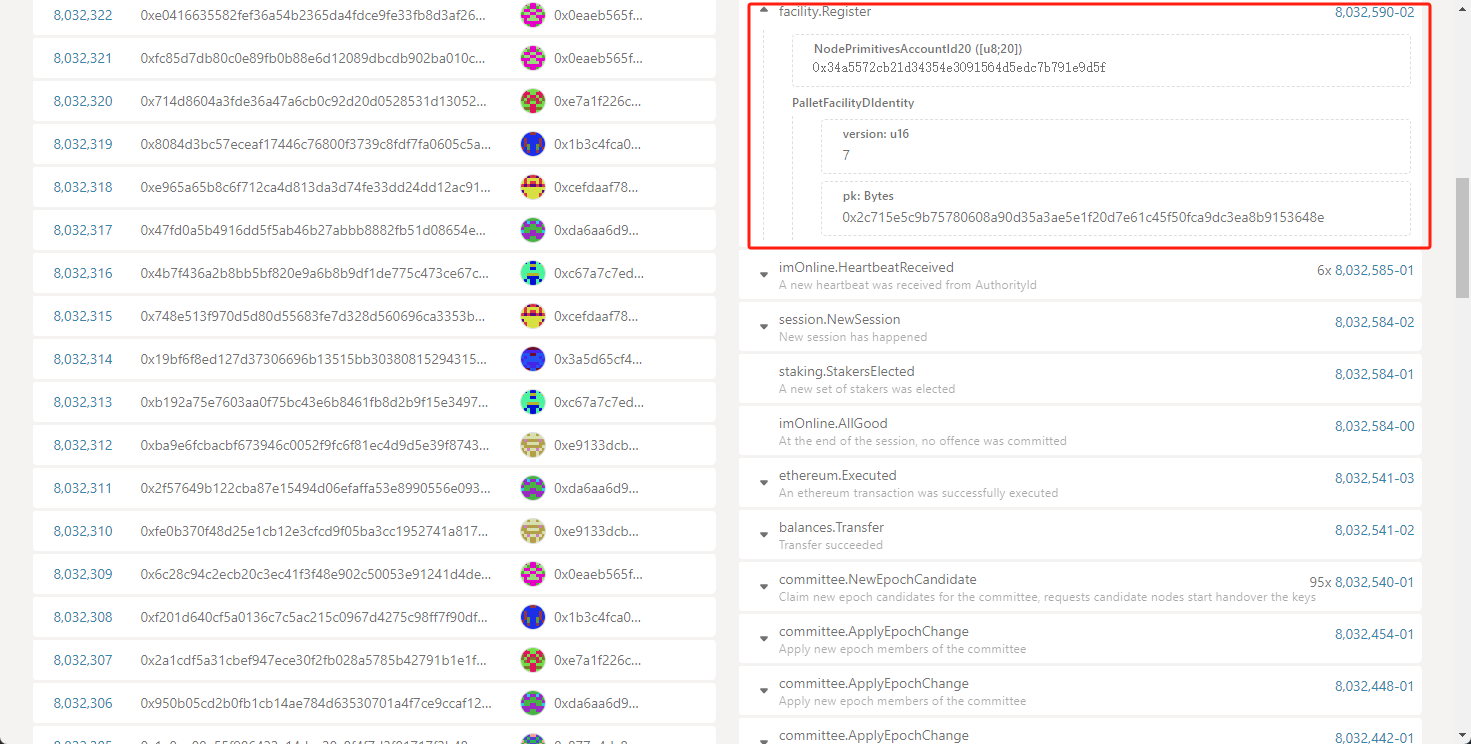 8,032,322 0xe0416635582fef36a54b2365da4fdce9fe33fb8d3af26... 0x0eaeb565f...
8,032,321 0xfc85d7db80c0e89fb0b88e6d12089dbcdb902ba010c... 0x0eaeb565f...
8,032,320 0x714d8604a3fde36a47a6cb0c92d20d0528531d13052... 0xe7a1f226c...
8,032,319 0x8084d3bc57eceaf17446c76800f3739c8fdf7fa0605c5a... 0x1b3c4fca0...
8,032,318 0xe965a65b8c6f712ca4d813da3d74fe33dd24dd12ac91... 0xcefdaaf78...
8,032,317 0x47fd0a5b4916dd5f5ab46b27abbb8882fb51d08654e... 0xda6aa6d9...
8,032,316 0x4b7f436a2b8bb5bf820e9a6b8b9df1de775c473ce67c... 0xc67a7c7ed...
8,032,315 0x748e513f970d5d80d55683fe7d328d560696ca3353b... 0xcefdaaf78...
8,032,314 0x19bf6f8ed127d37306696b13515bb30380815294315... 0x3a5d65cf4...
8,032,313 0xb192a75e7603aa0f75bc43e6b8461fb8d2b9f15e3497... 0xc67a7c7ed...
8,032,312 0xba9e6fcbacbf673946c0052f9fc6f81ec4d9d5e39f8743... 0xe9133dcb...
8,032,311 0x2f57649b122cba87e15494d06efaffa53e8990556e093... 0xda6aa6d9...
8,032,310 0xfe0b370f48d25e1cb12e3cfcd9f05ba3cc1952741a817... 0xe9133dcb...
8,032,309 0x6c28c94c2ecb20c3ec41f3f48e902c50053e91241d4de... 0x0eaeb565f...
8,032,308 0xf201d640cf5a0136c7c5ac215c0967d4275c98ff7f90df... 0x1b3c4fca0...
8,032,307 0x2a1cdf5a31cbef947ece30f2fb028a5785b42791b1e1f... 0xe7a1f226c...
8,032,306 0x950b05cd2b0fb1cb14ae784d63530701a4f7ce9ccaf12... 0xda6aa6d9...
facility.Register 8,032,590-02
NodePrimitivesAccountId20 ([u8;20])
0x34a5572cb21d34354e3091564d5edc7b791e9d5f
PalletFacilityDIdentity
version: u16
7
pk: Bytes
0x2c715e5c9b75780608a90d35a3ae5e1f20d7e61c45f50fca9dc3ea8b9153648e
imOnline.HeartbeatReceived 6x 8,032,585-01
A new heartbeat was received from AuthorityId
session.NewSession 8,032,584-02
New session has happened
staking.StakersElected 8,032,584-01
A new set of stakers was elected
imOnline.AllGood 8,032,584-00
At the end of the session, no offence was committed
ethereum.Executed 8,032,541-03
An ethereum transaction was successfully executed
balances.Transfer 8,032,541-02
Transfer succeeded
committee.NewEpochCandidate 95x 8,032,540-01
Claim new epoch candidates for the committee, requests candidate nodes start handover the keys
committee.ApplyEpochChange 8,032,454-01
Apply new epoch members of the committee
committee.ApplyEpochChange 8,032,448-01
Apply new epoch members of the committee
committee.ApplyEpochChange 8,032,442-01